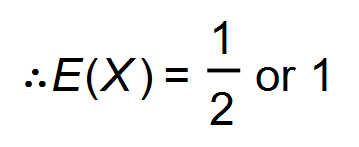 ∴E(X) = 1/2 or 1